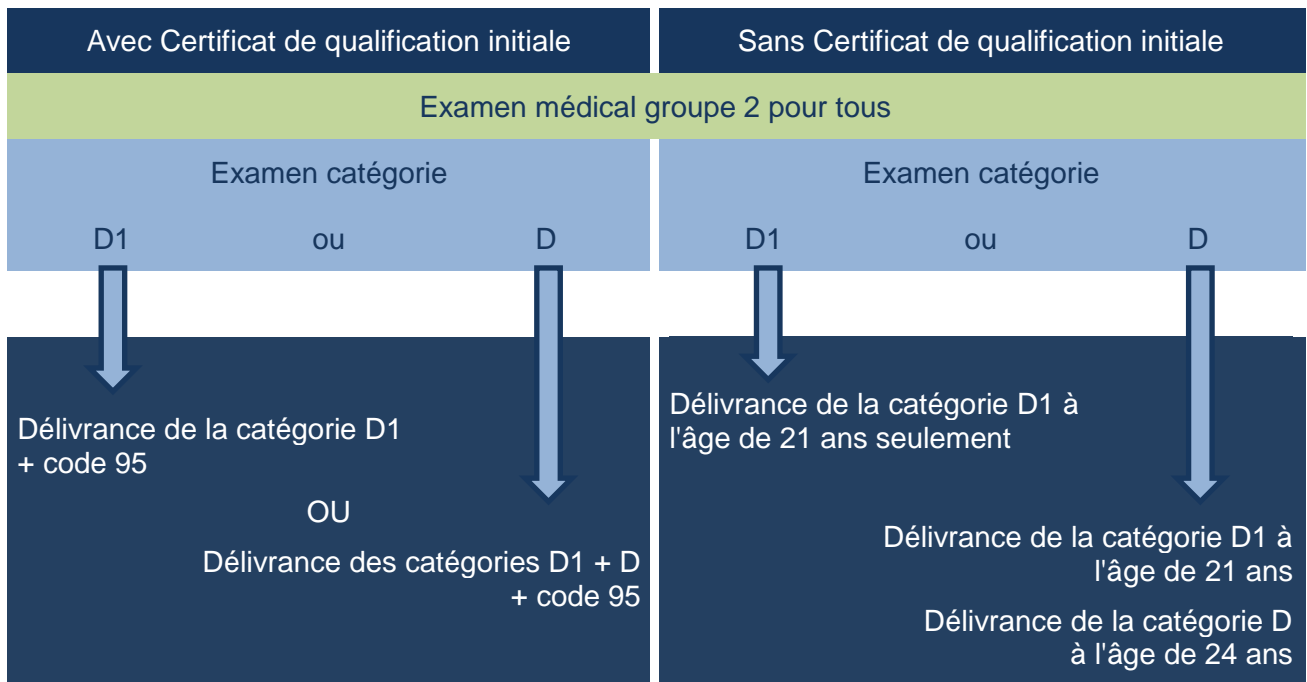 Avec Certificat de qualification initiale
Sans Certificat de qualification initiale
Examen médical groupe 2 pour tous
Examen catégorie
D1 ou D
Examen catégorie
D1 ou D
Délivrance de la catégorie D1
+ code 95
OU
Délivrance des catégories D1 + D
+ code 95
Délivrance de la catégorie D1 à
l'âge de 21 ans seulement
Délivrance de la catégorie D1 à
l'âge de 21 ans
Délivrance de la catégorie D
à l'âge de 24 ans